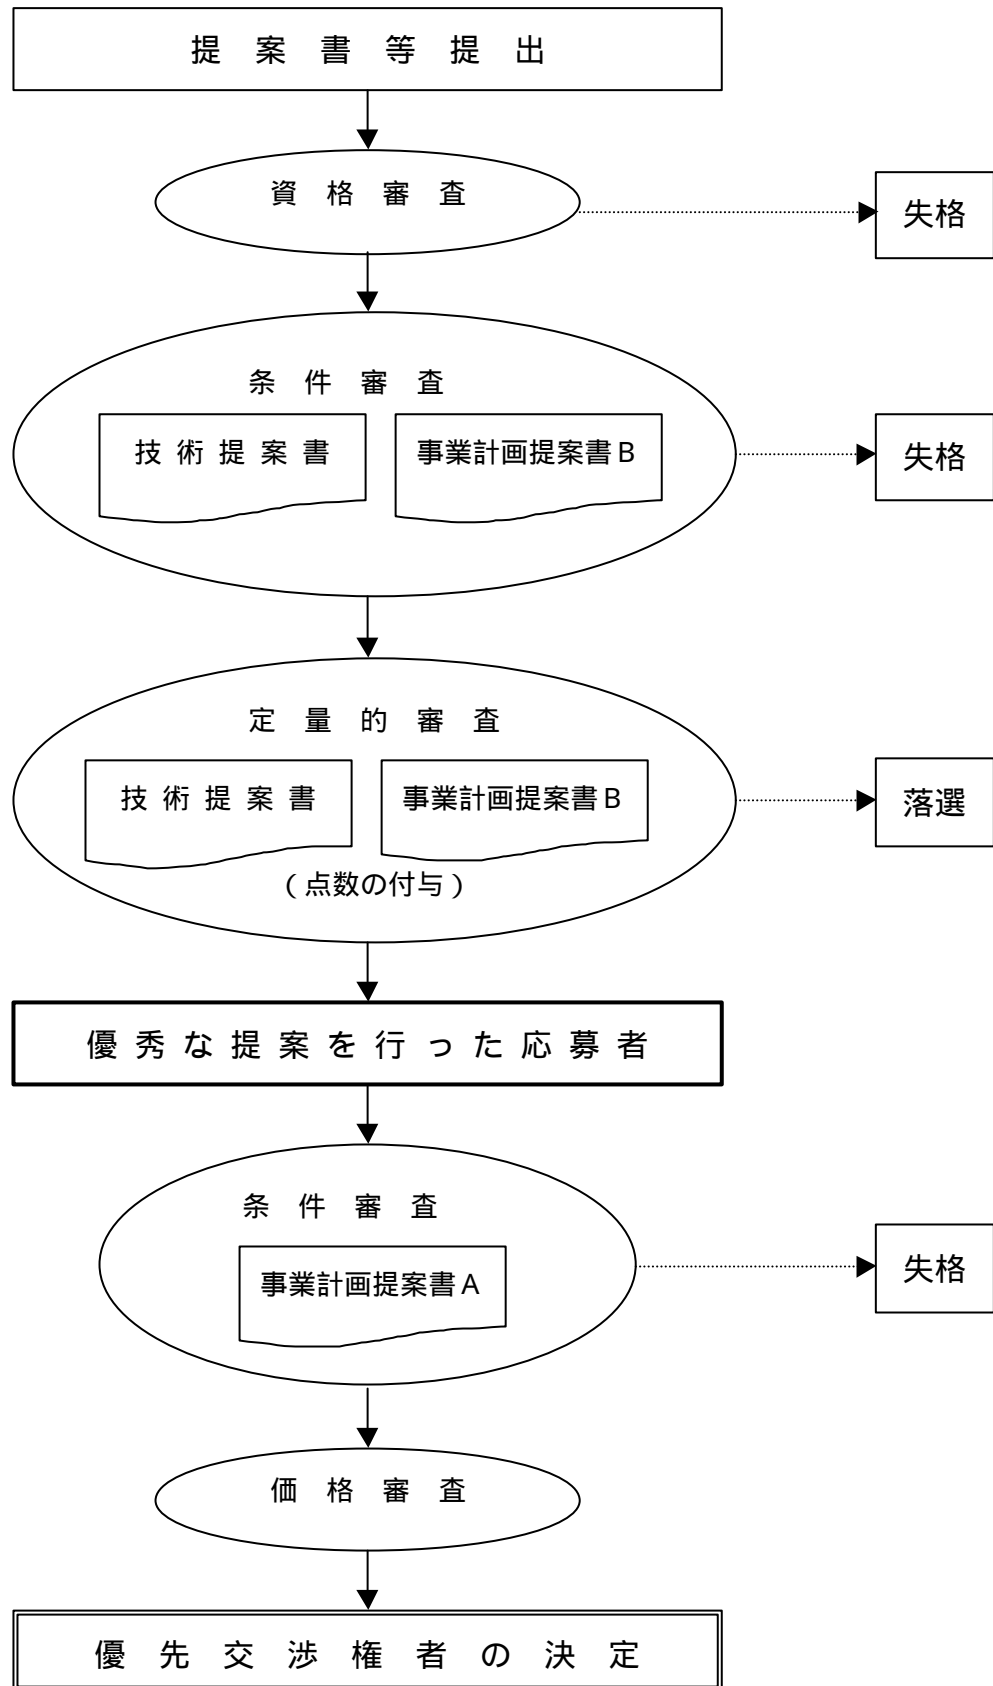 提案書等提出
資格審査
失格
条件審査
技術提案書
事業計画提案書B
失格
定量的審査
技術提案書
事業計画提案書B
落選
（点数の付与）
優秀な提案を行った応募者
条件審査
事業計画提案書A
失格
価格審査
優先交渉権者の決定